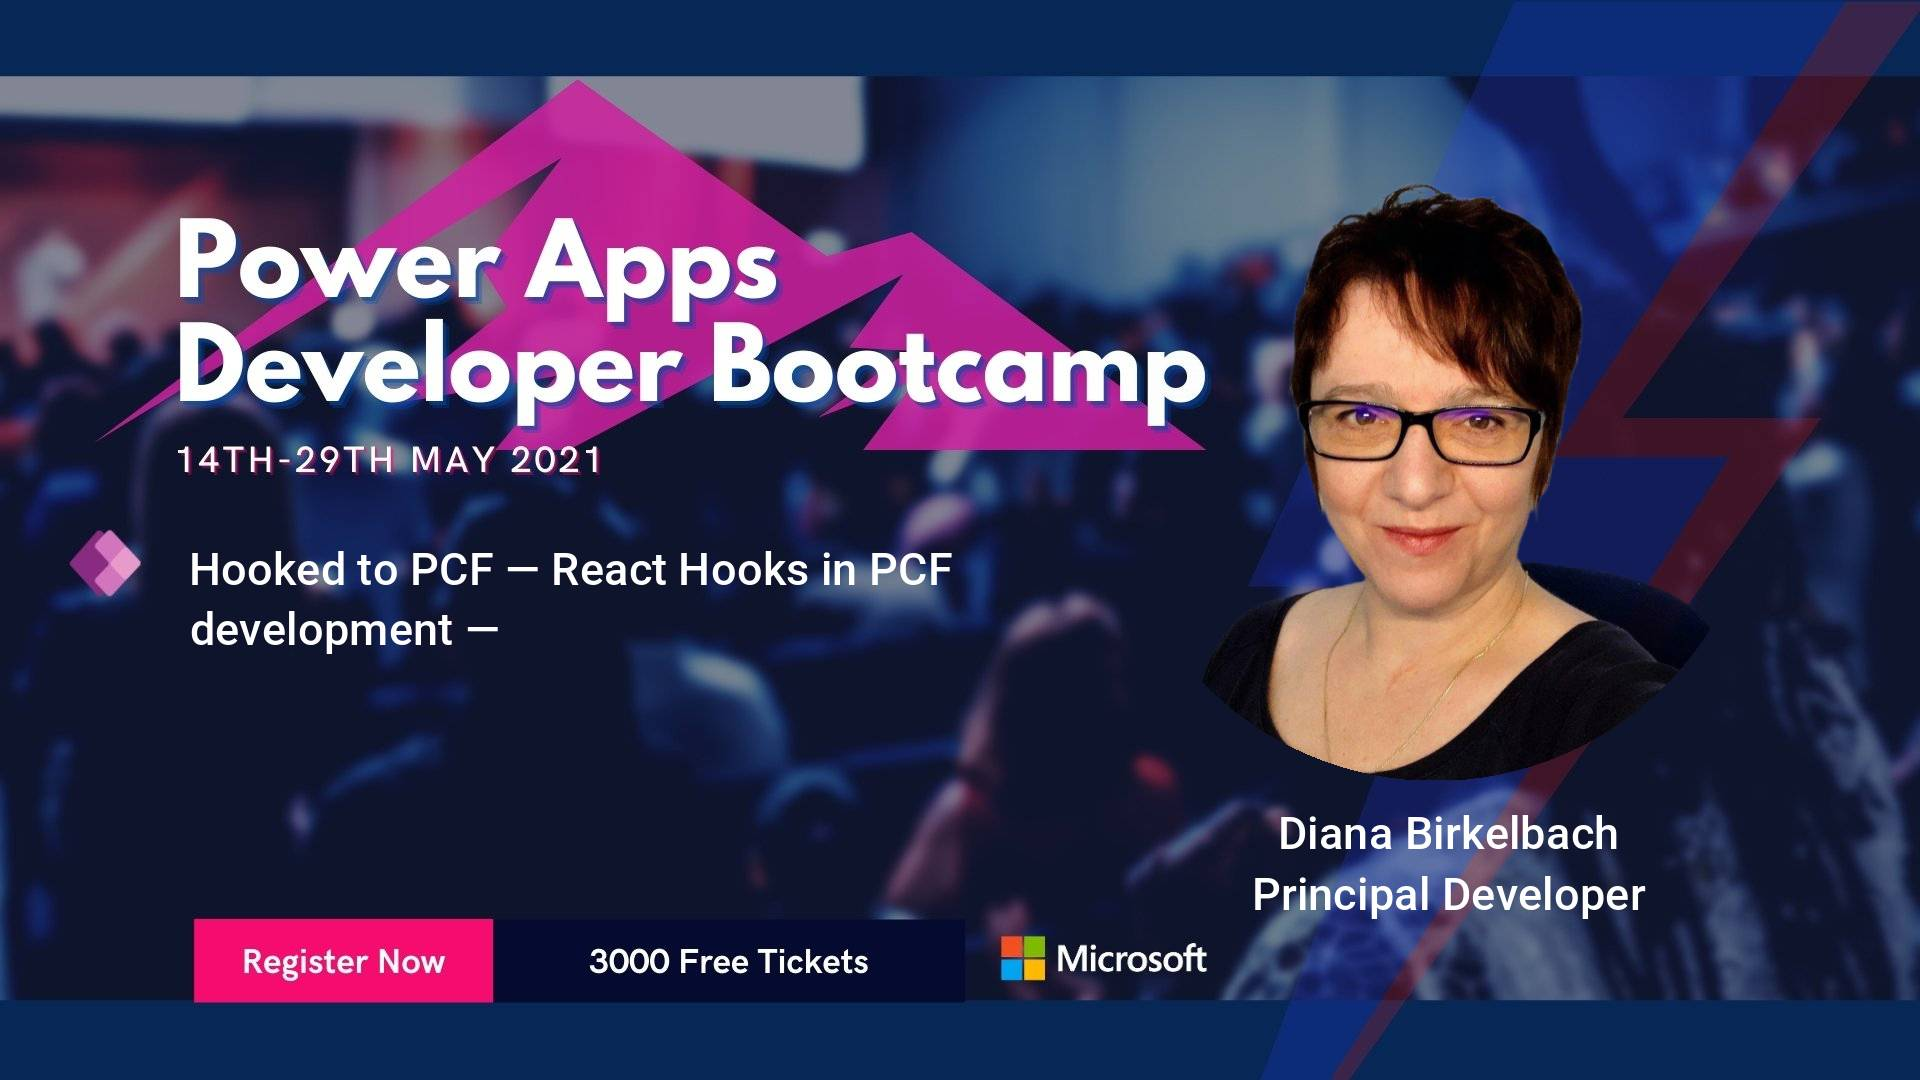 Power Apps
Developer Bootcamp
14TH-29TH MAY 2021
Hooked to PCF — React Hooks in PCF
development —
Diana Birkelbach
Principal Developer
Register Now
3000 Free Tickets
Microsoft